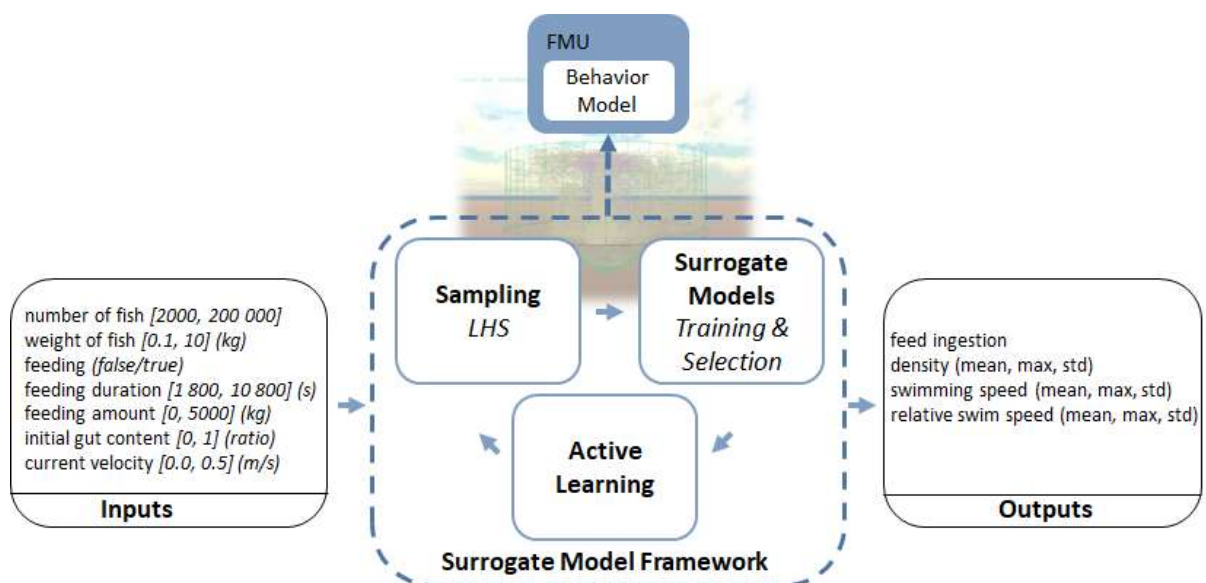 FMU
Behavior
Model
number of fish [2000, 200 000]
weight of fish [0.1, 10] (kg)
feeding (false/true)
feeding duration [1 800, 10 800] (s)
feeding amount [0, 5000] (kg)
initial gut content [0, 1] (ratio)
current velocity [0.0, 0.5] (m/s)
Inputs
Sampling
LHS
Surrogate
Models
Training &
Selection
Active
Learning
Surrogate Model Framework
feed ingestion
density (mean, max, std)
swimming speed (mean, max, std)
relative swim speed (mean, max, std)
Outputs